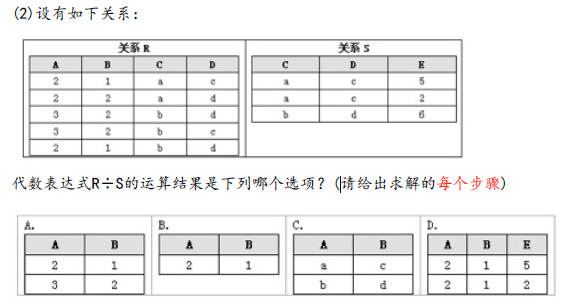 (2)设有如下关系：
关系R 关系S
A B C D C D E
2 1 a c a c 5
2 2 a d a c 2
3 2 b d b d 6
3 2 b c
2 1 b d
代数表达式R÷S的运算结果是下列哪个选项？(请给出求解的每个步骤)
A. B. C. D.
A B A B A B A B E
2 1 2 1 a c 2 1 5
3 2 b d 2 1 2